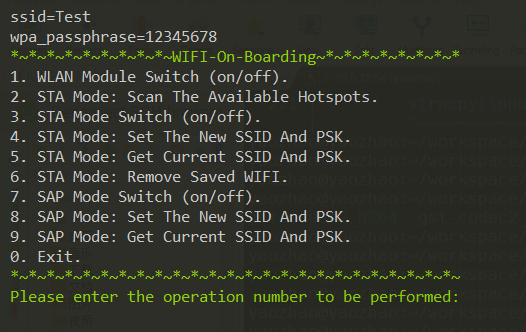 ssid=Test
wpa_passphrase=12345678
*~*~*~*~*~*~*~*~*~WIFI-On-Boarding~*~*~*~*~*~*~*~*
1. WLAN Module Switch (on/off).
2. STA Mode: Scan The Available Hotspots.
3. STA Mode Switch (on/off).
4. STA Mode: Set The New SSID And PSK.
5. STA Mode: Get Current SSID And PSK.
6. STA Mode: Remove Saved WIFI.
7. SAP Mode Switch (on/off).
8. SAP Mode: Set The New SSID And PSK.
9. SAP Mode: Get Current SSID And PSK.
0. Exit.
*~*~*~*~*~*~*~*~*~*~*~*~*~*~*~*~*~*~*~*~*~*~*~*~*~
Please enter the operation number to be performed: